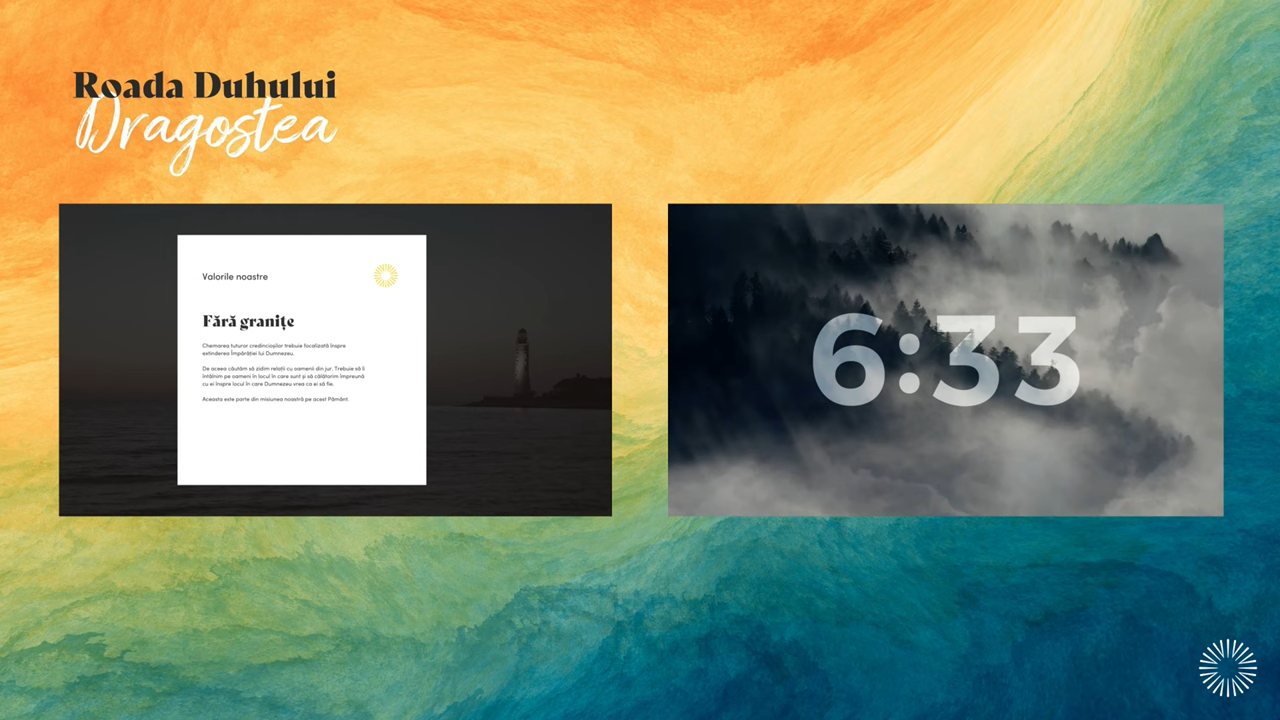 Roada Duhului
Dragostea
Valorile noastre
Fără granițe
Chemarea tuturor credincioșilor trebuie focalizată înspre
extinderea Împărăției lui Dumnezeu.
De aceea căutăm să zidim relații cu oamenii din jur. Trebuie să îi
întâlnim pe oameni în locul în care sunt și să călătorim împreună
cu ei înspre locul în care Dumnezeu vrea ca ei să fie.
Aceasta este parte din misiunea noastră pe acest Pământ.
6:33